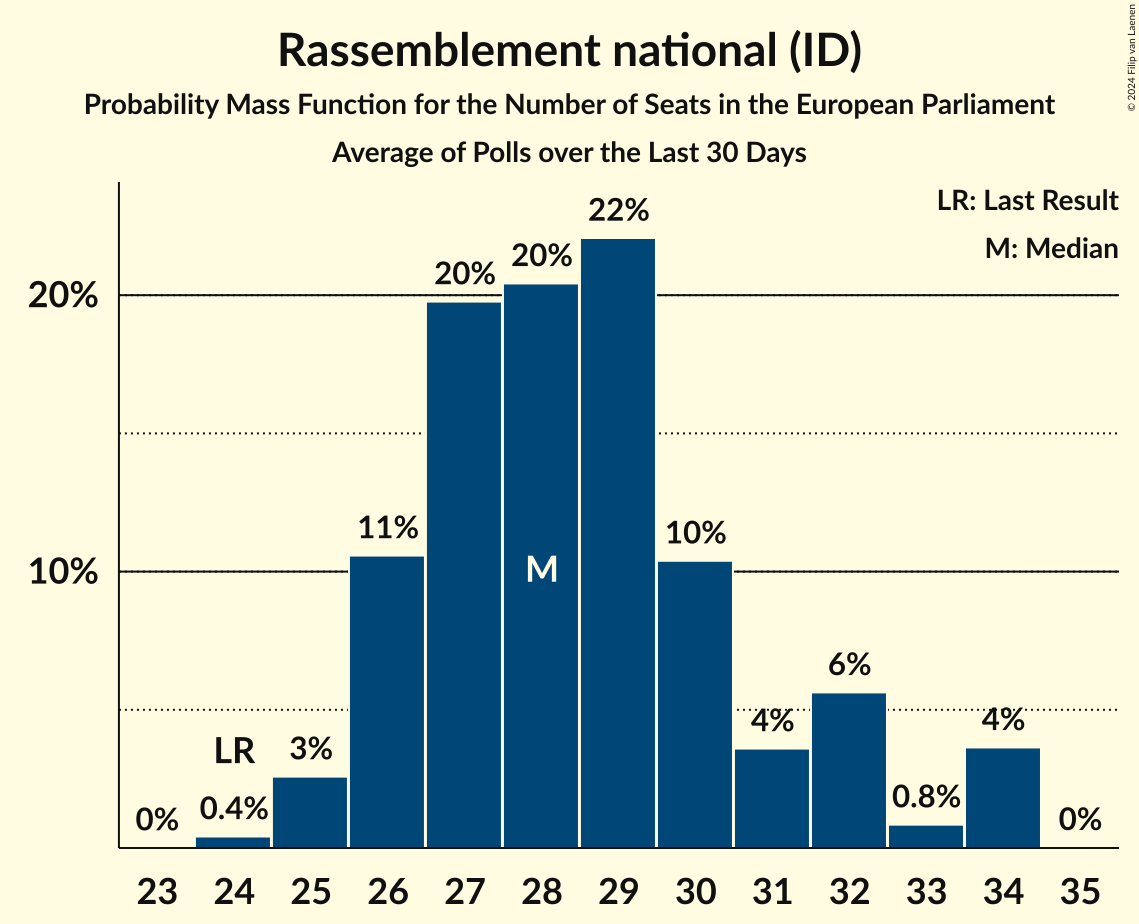 Rassemblement national (ID)
Probability Mass Function for the Number of Seats in the European Parliament
Average of Polls over the Last 30 Days
© 2024 Filip van Laenen
LR: Last Result
M: Median
20%
10%
0%
LR
0.4%
3%
11%
20%
20%
M
22%
10%
4%
6%
0.8%
4%
0%
23 24 25 26 27 28 29 30 31 32 33 34 35